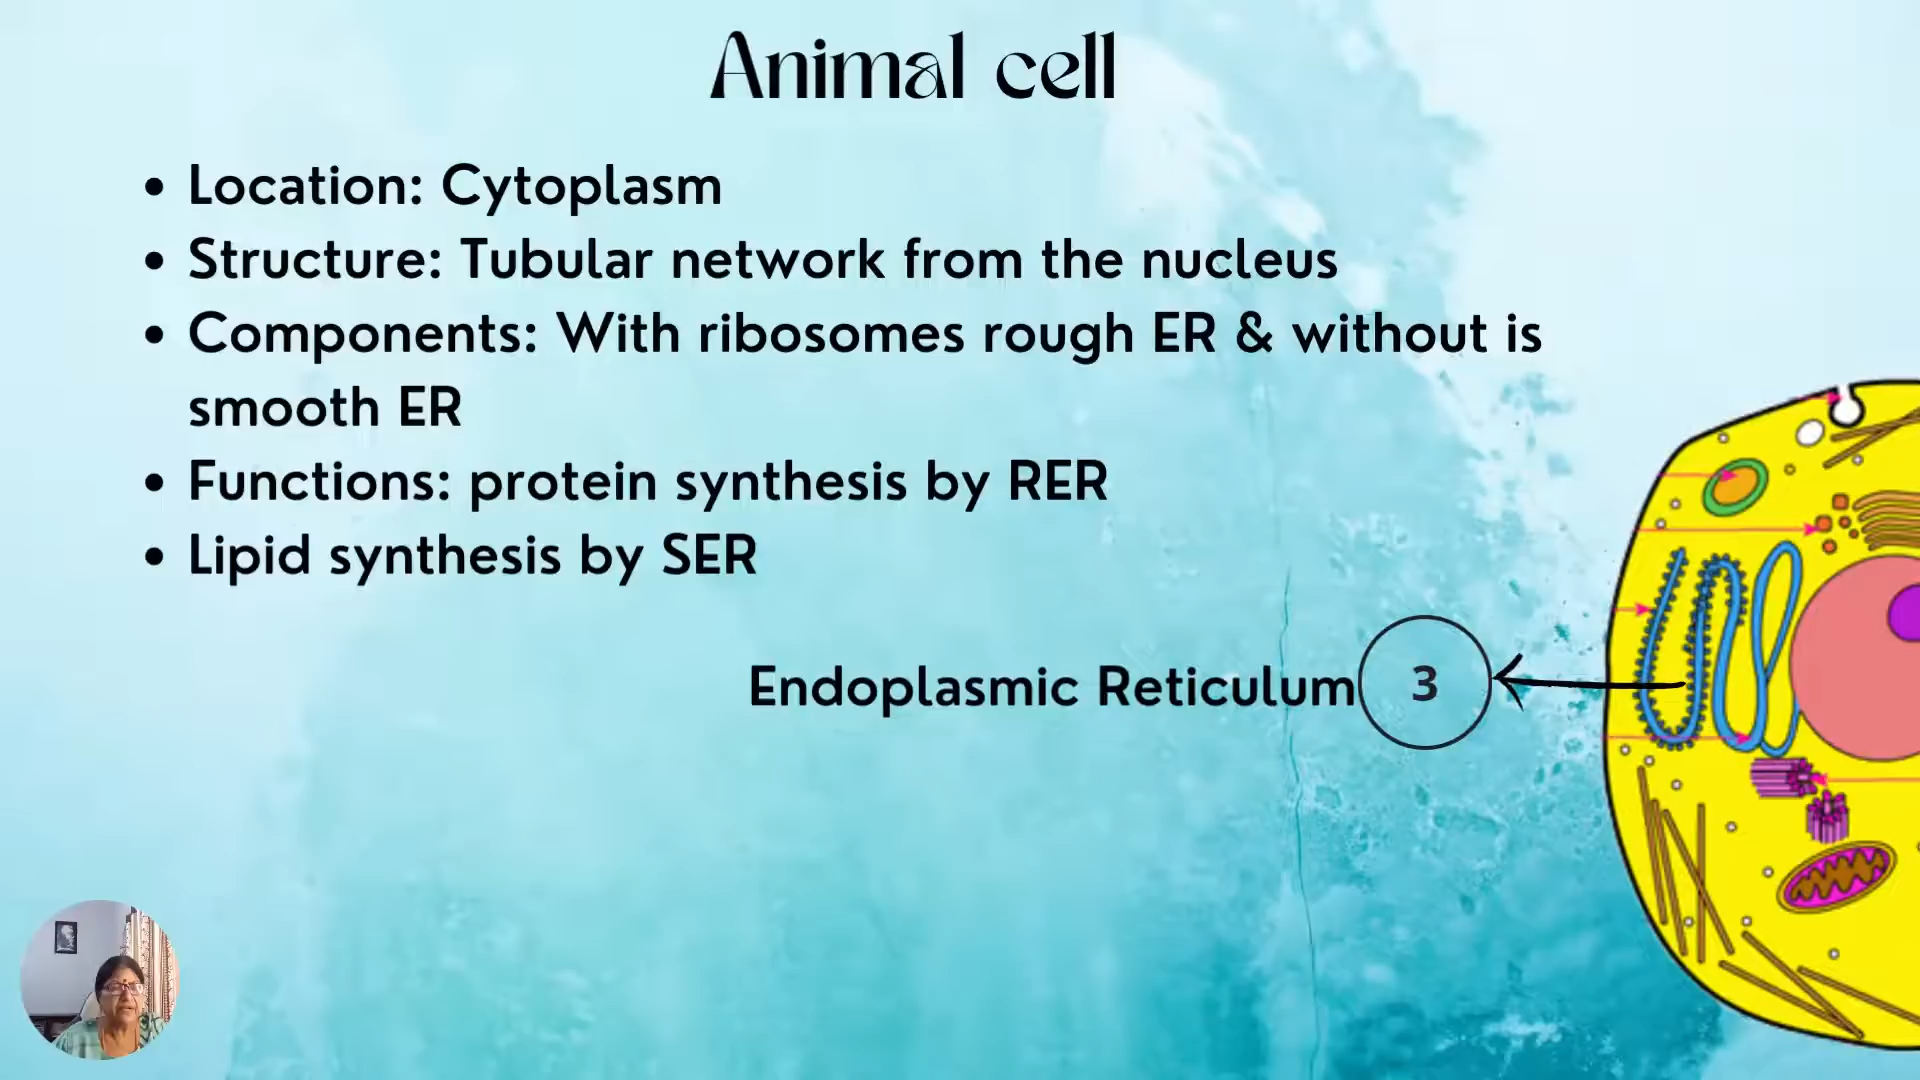 Animal cell
• Location: Cytoplasm
• Structure: Tubular network from the nucleus
• Components: With ribosomes rough ER & without is
smooth ER
• Functions: protein synthesis by RER
• Lipid synthesis by SER
Endoplasmic Reticulum 3